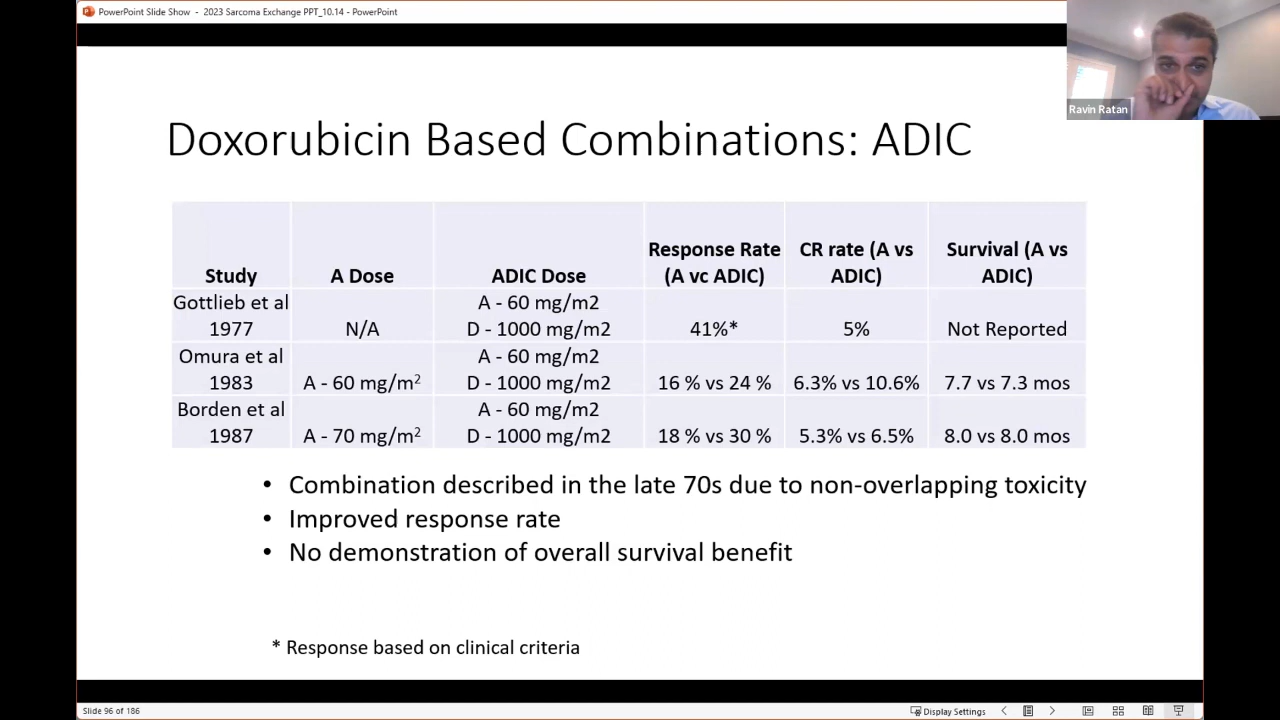 PowerPoint Slide Show - 2023 Sarcoma Exchange PPT_10.14 - PowerPoint
Ravin Ratan
Doxorubicin Based Combinations: ADIC
Study
A Dose
ADIC Dose
Response Rate
(A vc ADIC)
CR rate (A vs
ADIC)
Survival (A vs
ADIC)
Gottlieb et al
1977
N/A
A - 60 mg/m2
D - 1000 mg/m2
41%*
5%
Not Reported
Omura et al
1983
A - 60 mg/m²
A - 60 mg/m2
D - 1000 mg/m2
16 % vs 24 %
6.3% vs 10.6%
7.7 vs 7.3 mos
Borden et al
1987
A - 70 mg/m²
A - 60 mg/m2
D - 1000 mg/m2
18 % vs 30 %
5.3% vs 6.5%
8.0 vs 8.0 mos
• Combination described in the late 70s due to non-overlapping toxicity
• Improved response rate
• No demonstration of overall survival benefit
* Response based on clinical criteria
Slide 96 of 186
Display Settings